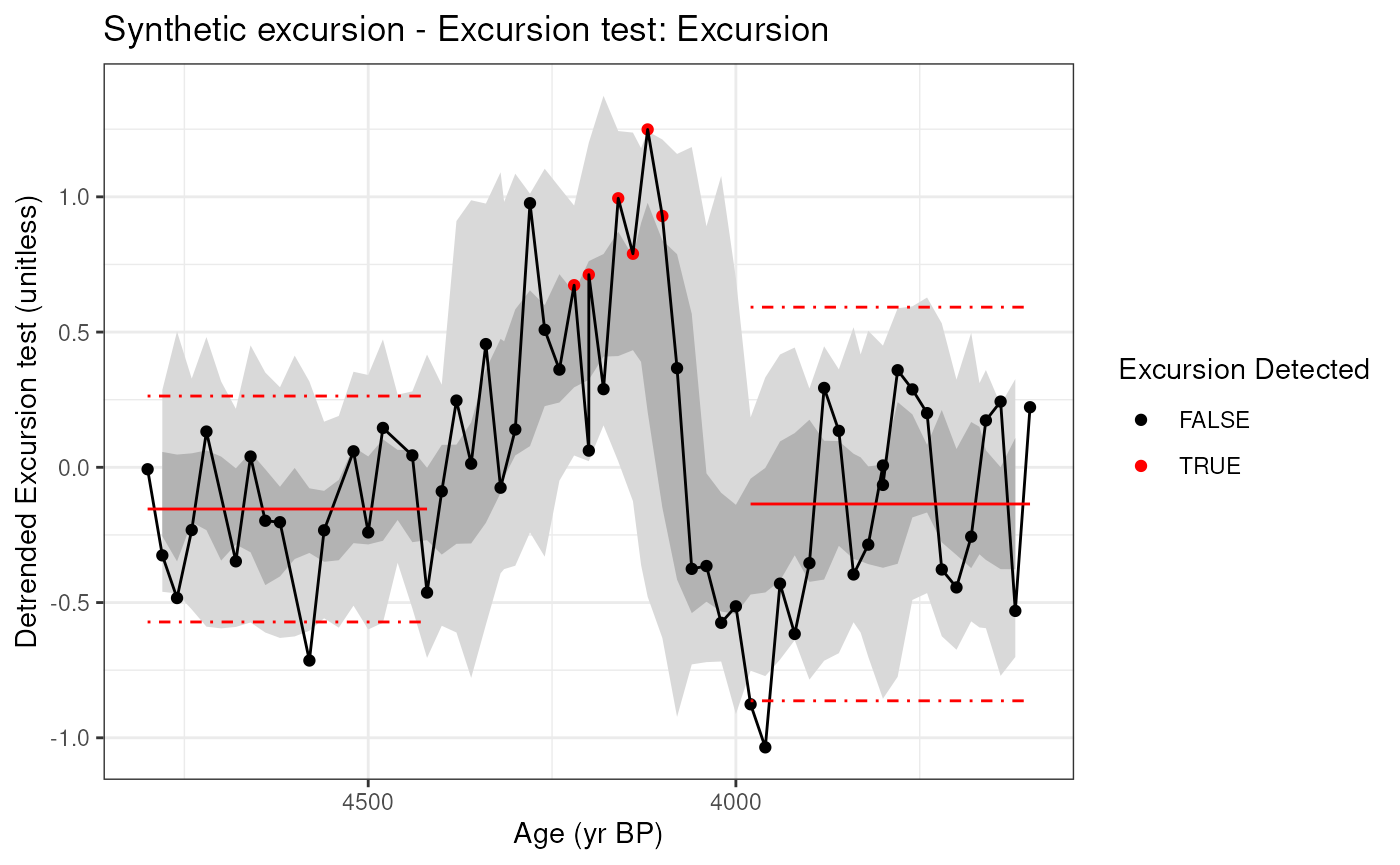 Synthetic excursion - Excursion test: Excursion
Detrended Excursion test (unitless)
1.0
0.5
0.0
-0.5
-1.0
4500
4000
Age (yr BP)
Excursion Detected
FALSE
TRUE